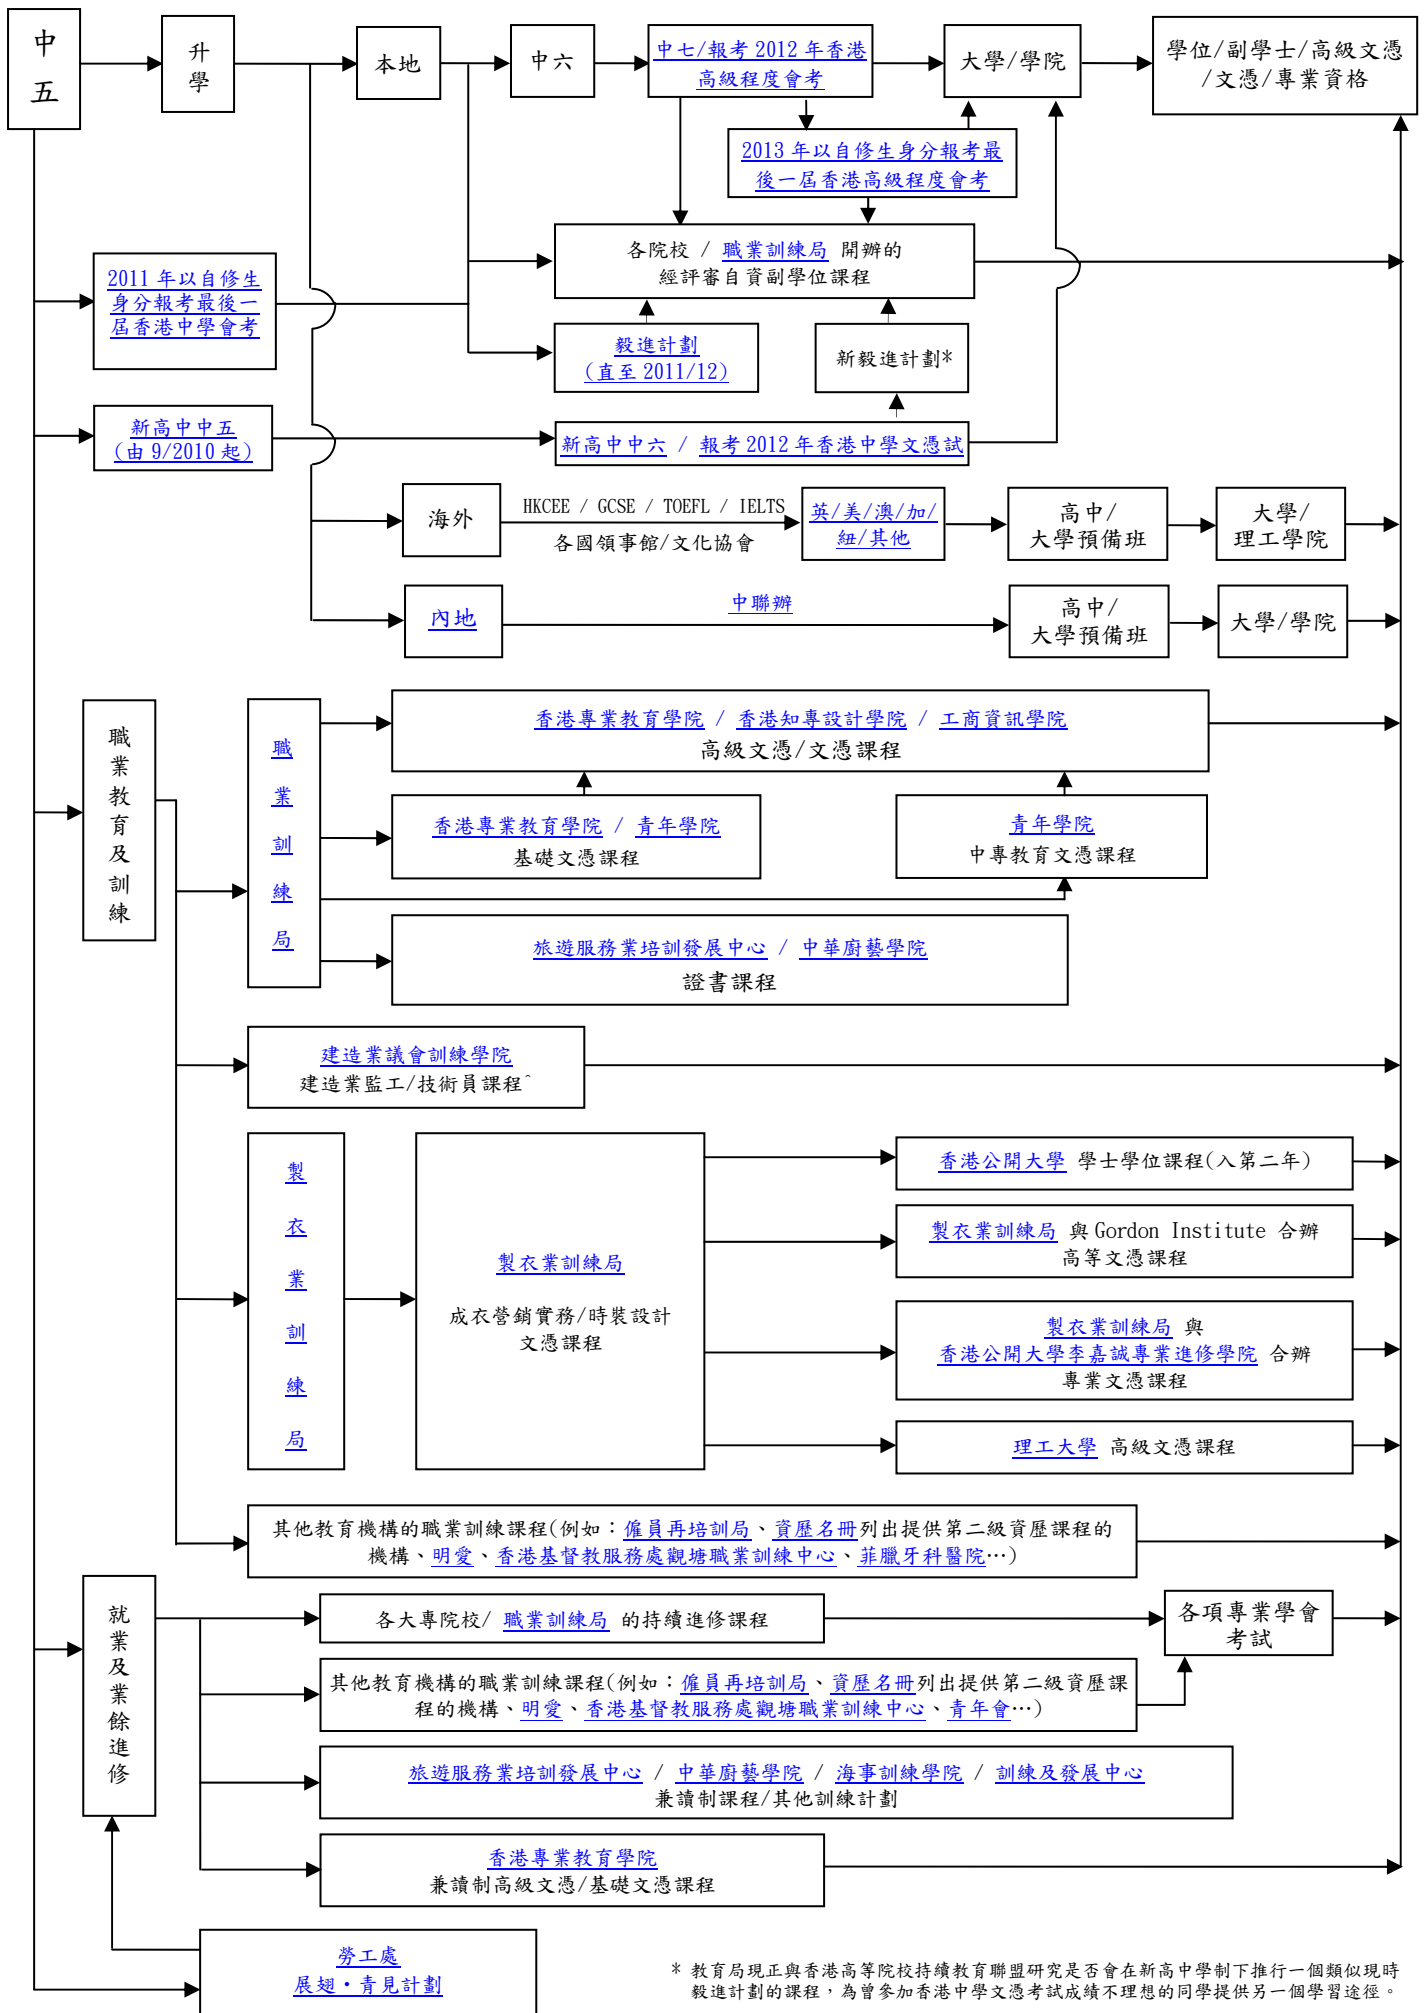 中
五
升
學
本地
中六
中七/報考 2012 年香港
高級程度會考
大學/學院
學位/副學士/高級文憑
/文憑/專業資格
2013 年以自修生身分報考最
後一屆香港高級程度會考
各院校 / 職業訓練局 開辦的
經評審自資副學位課程
2011 年以自修生
身分報考最後一
屆香港中學會考
毅進計劃
(直至 2011/12)
新毅進計劃*
新高中中五
(由 9/2010 起)
新高中中六 / 報考 2012 年香港中學文憑試
海外
HKCEE / GCSE / TOEFL / IELTS
各國領事館/文化協會
英/美/澳/加/
紐/其他
高中/
大學預備班
大學/
理工學院
內地
中聯辦
高中/
大學預備班
大學/學院
職
業
教
育
及
訓
練
職
業
訓
練
局
香港專業教育學院 / 香港知專設計學院 / 工商資訊學院
高級文憑/文憑課程
香港專業教育學院 / 青年學院
基礎文憑課程
青年學院
中專教育文憑課程
旅遊服務業培訓發展中心 / 中華廚藝學院
證書課程
建造業議會訓練學院
建造業監工/技術員課程^
製
衣
業
訓
練
局
製衣業訓練局
成衣營銷實務/時裝設計
文憑課程
香港公開大學 學士學位課程(入第二年)
製衣業訓練局 與 Gordon Institute 合辦
高等文憑課程
製衣業訓練局 與
香港公開大學李嘉誠專業進修學院 合辦
專業文憑課程
理工大學 高級文憑課程
其他教育機構的職業訓練課程(例如：僱員再培訓局、資歷名冊列出提供第二級資歷課程的
機構、明愛、香港基督教服務處觀塘職業訓練中心、菲臘牙科醫院…)
就
業
及
業
餘
進
修
各大專院校/ 職業訓練局 的持續進修課程
各項專業學會
考試
其他教育機構的職業訓練課程(例如：僱員再培訓局、資歷名冊列出提供第二級資歷課
程的機構、明愛、香港基督教服務處觀塘職業訓練中心、青年會…)
旅遊服務業培訓發展中心 / 中華廚藝學院 / 海事訓練學院 / 訓練及發展中心
兼讀制課程/其他訓練計劃
香港專業教育學院
兼讀制高級文憑/基礎文憑課程
勞工處
展翅・青見計劃
* 教育局現正與香港高等院校持續教育聯盟研究是否會在新高中學制下推行一個類似現時
毅進計劃的課程，為曾參加香港中學文憑考試成績不理想的同學提供另一個學習途徑。